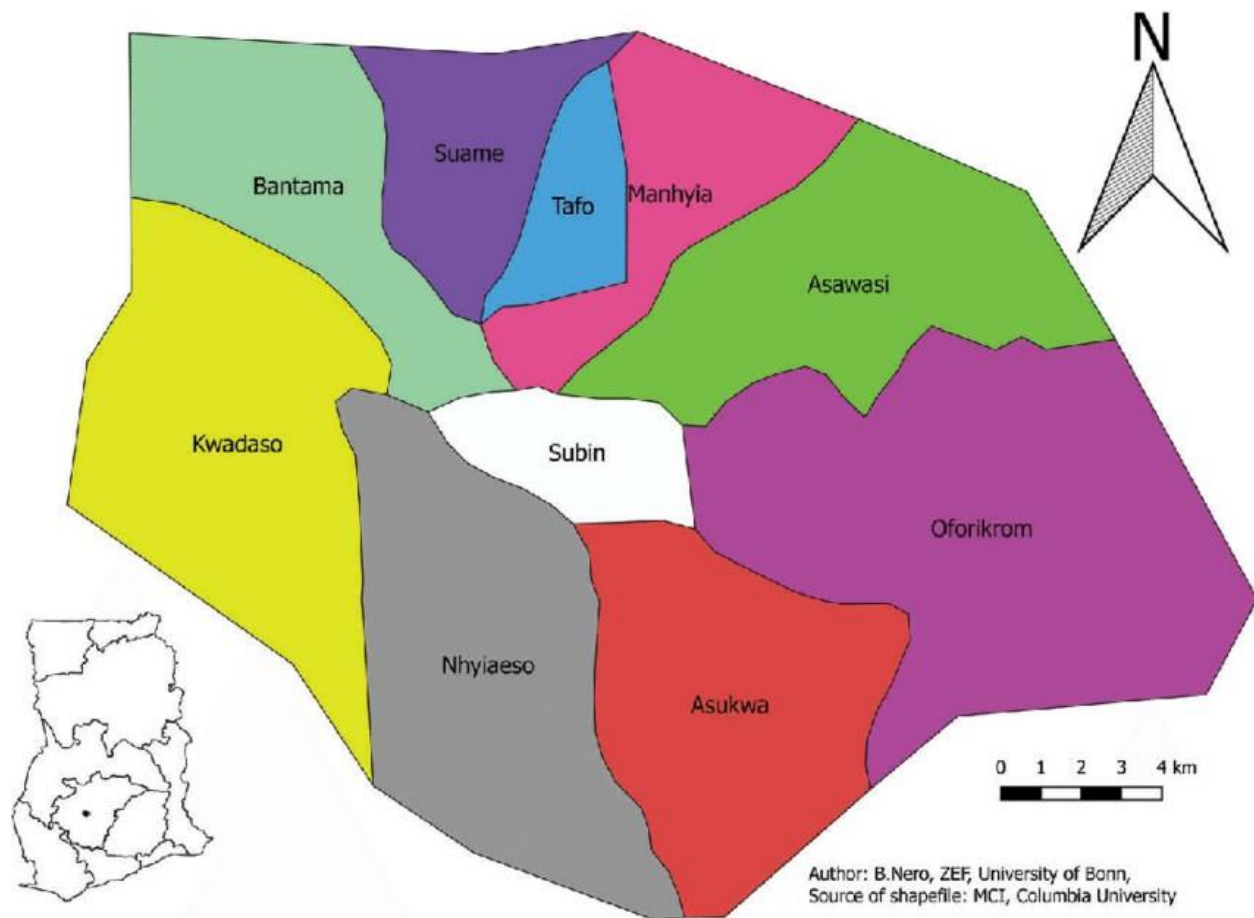 N
Suame
Bantama
Tafo
Manhyia
Asawasi
Kwadaso
Subin
Oforikrom
Nhyiaeso
Asukwa
0 1 2 3 4 km
Author: B.Nero, ZEF, University of Bonn,
Source of shapefile: MCI, Columbia University